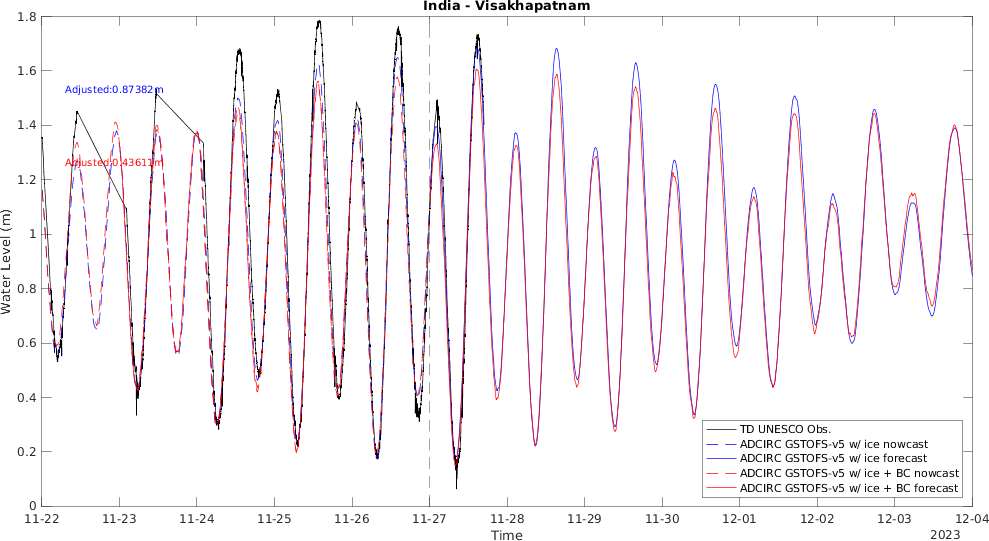 India - Visakhapatnam
1.8
1.6
1.4
1.2
1
0.8
0.6
0.4
0.2
0
Water Level (m)
Adjusted:0.87382m
Adjusted:0.43611m
TD UNESCO Obs.
ADCIRC GSTOFS-v5 w/ ice nowcast
ADCIRC GSTOFS-v5 w/ ice forecast
ADCIRC GSTOFS-v5 w/ ice + BC nowcast
ADCIRC GSTOFS-v5 w/ ice + BC forecast
11-22 11-23 11-24 11-25 11-26 11-27 11-28 11-29 11-30 12-01 12-02 12-03 12-04
Time
2023